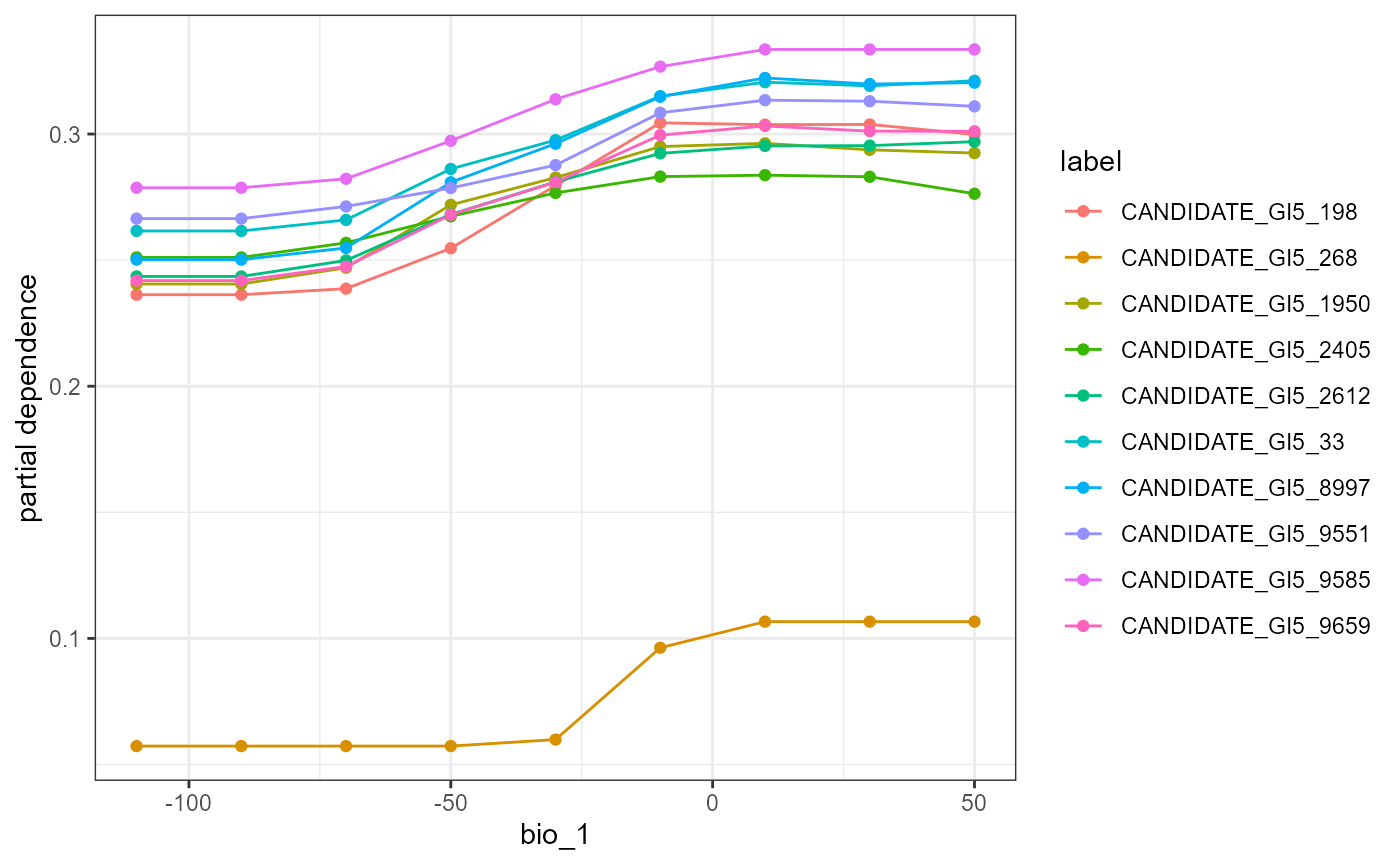 0.3
0.2
0.1
partial dependence
-100
-50
0
50
bio_1
label
CANDIDATE_GI5_198
CANDIDATE_GI5_268
CANDIDATE_GI5_1950
CANDIDATE_GI5_2405
CANDIDATE_GI5_2612
CANDIDATE_GI5_33
CANDIDATE_GI5_8997
CANDIDATE_GI5_9551
CANDIDATE_GI5_9585
CANDIDATE_GI5_9659